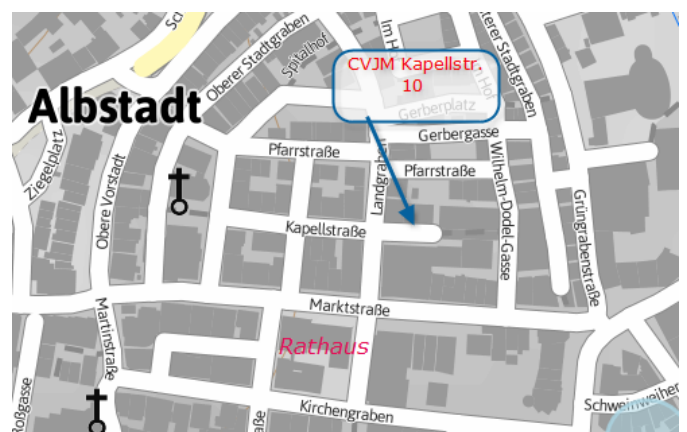 Oberer Stadtgraben
Spitalhof
CVJM Kapellstr.
10
Gerberplatz
Gerbergasse
Albstadt
Pfarrstraße
Pfarrstraße
Ziegelplatz
Obere Vorstadt
Kapellstraße
Wilhelm-Dodel-Gasse
Grüngrabenstraße
Marktstraße
Martinstraße
Rathaus
Kirchengraben
Schweinweiher